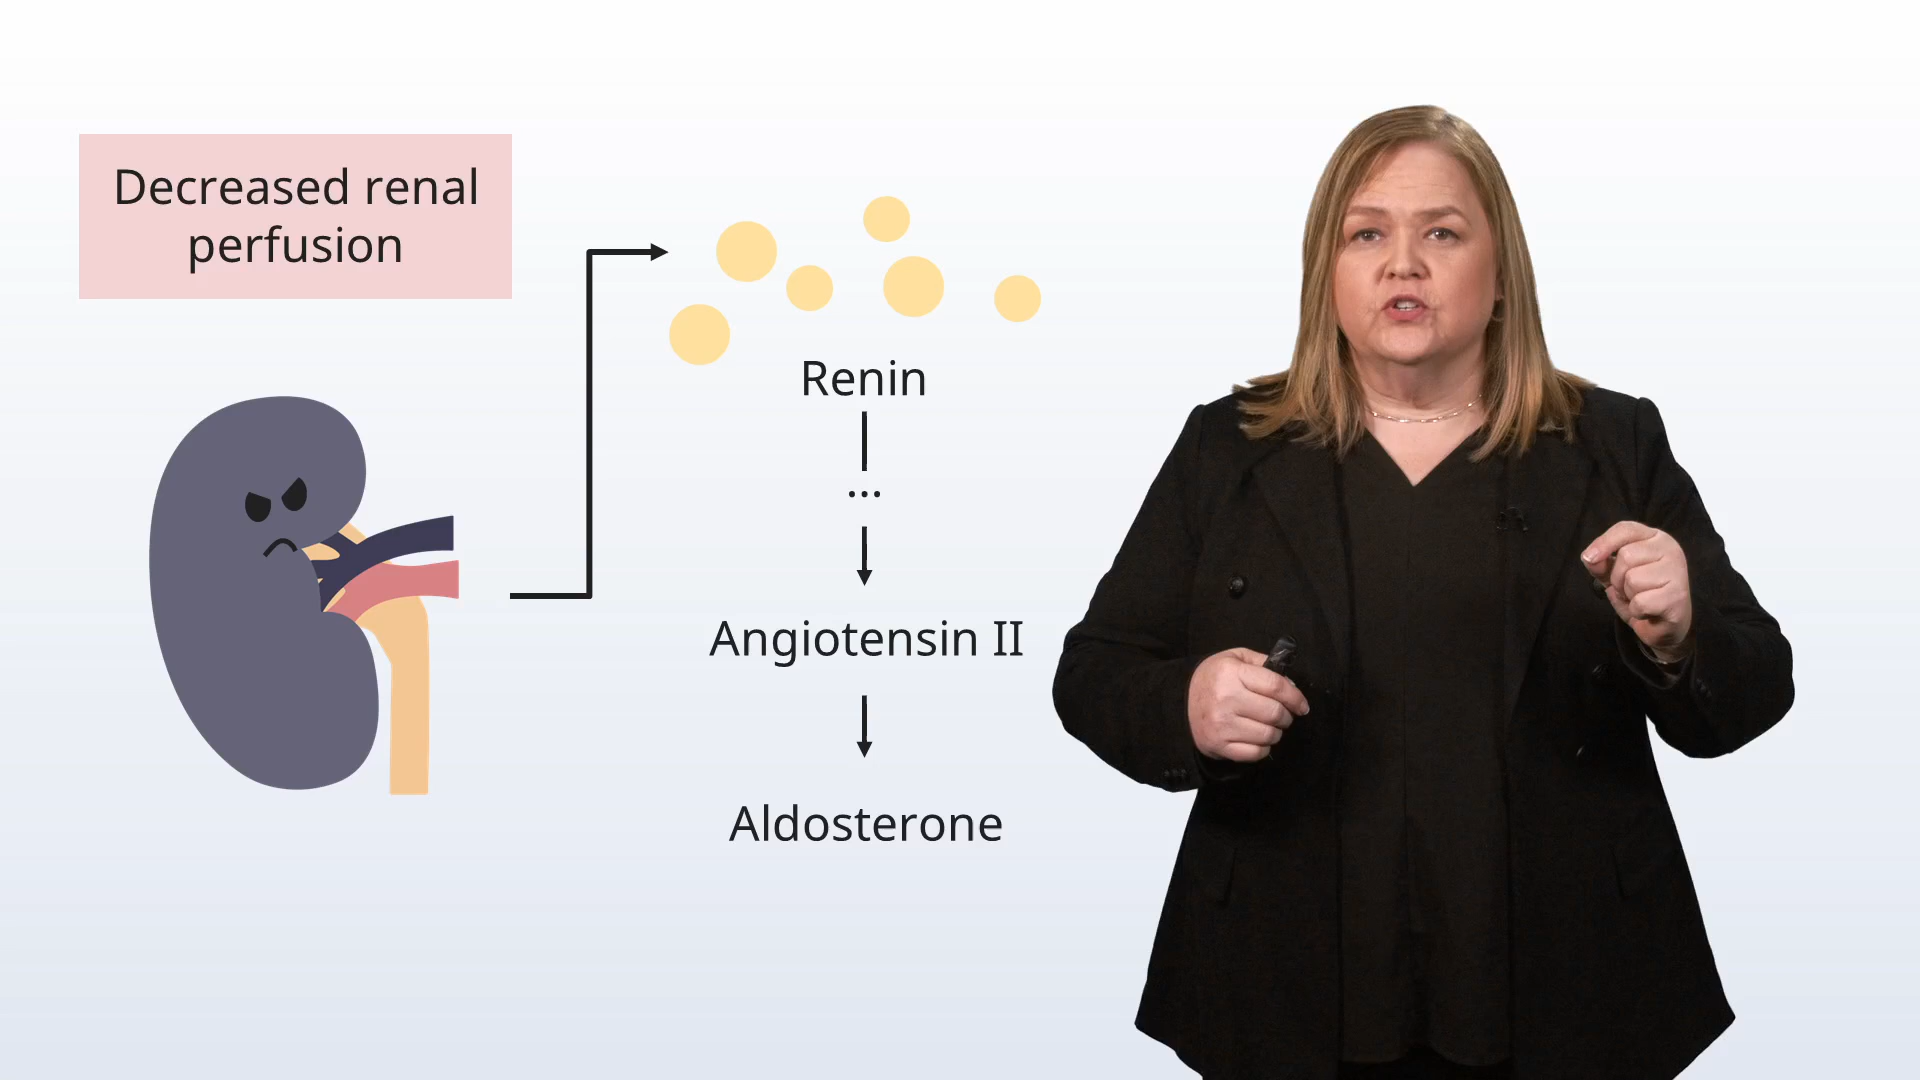 Decreased renal
perfusion
Renin
...
Angiotensin II
Aldosterone